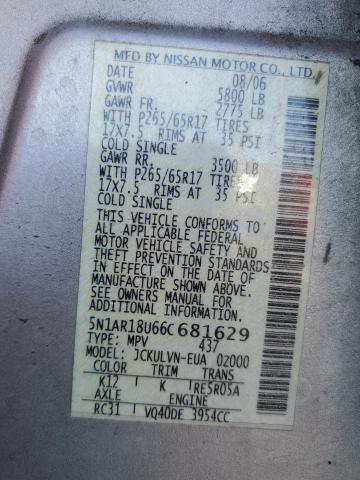 MFD BY NISSAN MOTOR CO., LTD.
DATE 08/06
GVWR 5800 LB
GAWR FR. 2775 LB
WITH P265/65R17 TIRES
17X7.5 RIMS AT 35 PSI
COLD SINGLE
GAWR RR. 3500 LB
WITH P265/65R17 TIRES
17X7.5 RIMS AT 35 PSI
COLD SINGLE
THIS VEHICLE CONFORMS TO
ALL APPLICABLE FEDERAL
MOTOR VEHICLE SAFETY AND
THEFT PREVENTION STANDARDS
IN EFFECT ON THE DATE OF
MANUFACTURE SHOWN ABOVE.
SEE OWNERS MANUAL FOR
ADDITIONAL INFORMATION.
5N1AR18U66C681629
TYPE: MPV 437
MODEL: JCKULVN-EUA 02000
COLOR TRIM TRANS
K12 K RE5R05A
AXLE ENGINE
RC31 VQ40DE 3954CC